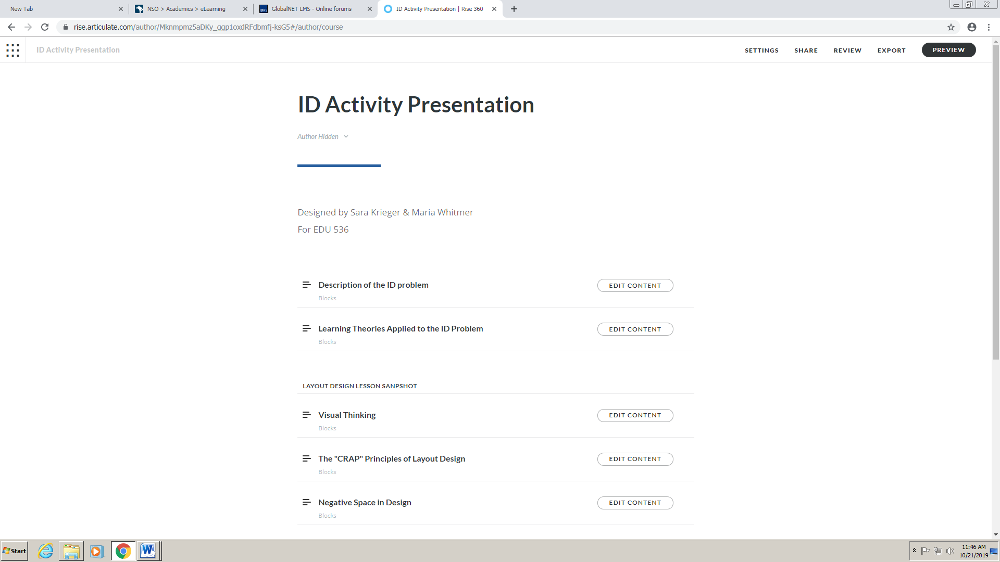 New Tab
NSO > Academics > eLearning
ILIAS
GlobalNET LMS - Online forums
ID Activity Presentation | Rise 360
rise.articulate.com/author/Mknmpmz5aDKy_ggp1oxdRFdbmfj-ksG5#/author/course
ID Activity Presentation
SETTINGS
SHARE
REVIEW
EXPORT
PREVIEW
ID Activity Presentation
Author Hidden
Designed by Sara Krieger & Maria Whitmer
For EDU 536
Description of the ID problem
EDIT CONTENT
Blocks
Learning Theories Applied to the ID Problem
EDIT CONTENT
Blocks
LAYOUT DESIGN LESSON SANPSHOT
Visual Thinking
EDIT CONTENT
Blocks
The "CRAP" Principles of Layout Design
EDIT CONTENT
Blocks
Negative Space in Design
EDIT CONTENT
Blocks
Start
11:46 AM
10/21/2019